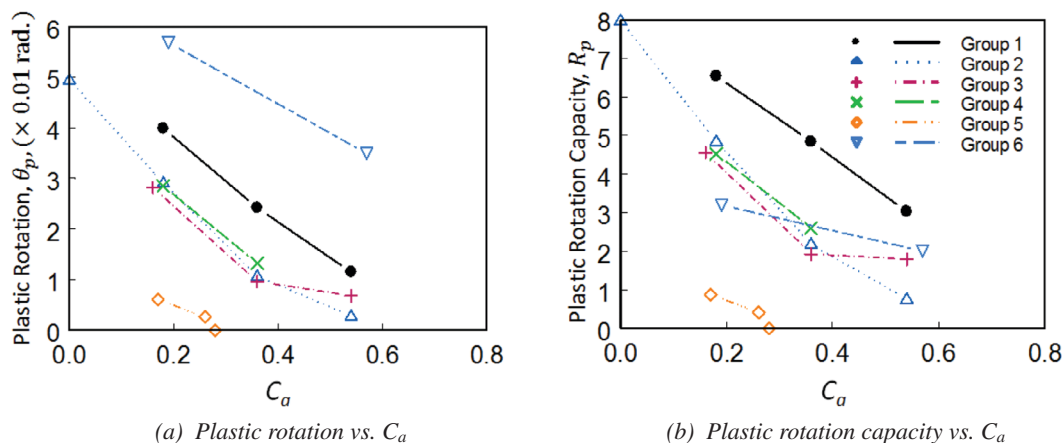 6
5
4
3
2
1
0
0.0
0.2
0.4
0.6
0.8
Plastic Rotation, θp, (× 0.01 rad.)
Ca
(a) Plastic rotation vs. Ca
8
7
6
5
4
3
2
1
0
0.0
0.2
0.4
0.6
0.8
Plastic Rotation Capacity, Rp
Group 1
Group 2
Group 3
Group 4
Group 5
Group 6
Ca
(b) Plastic rotation capacity vs. Ca